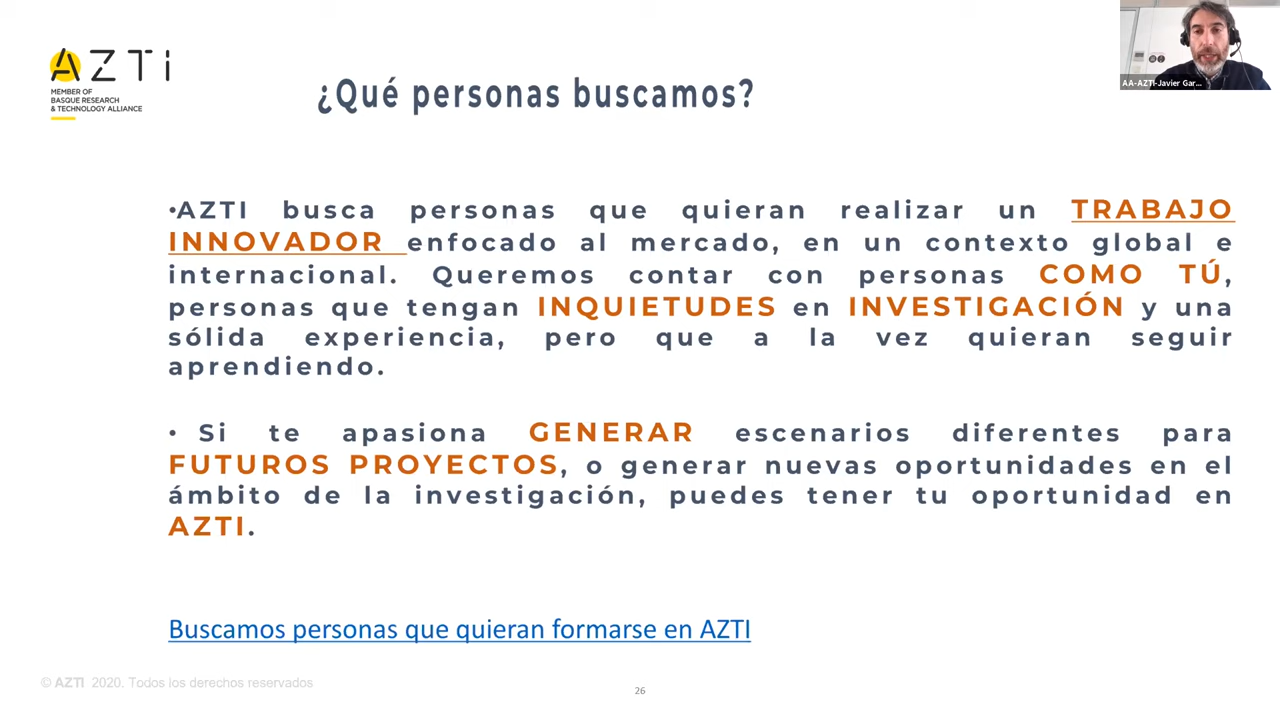 AZTi
MEMBER OF
BASQUE RESEARCH
& TECHNOLOGY ALLIANCE
¿Qué personas buscamos?
AA-AZTI-Javier Gar...
•AZTI busca personas que quieran realizar un TRABAJO
INNOVADOR enfocado al mercado, en un contexto global e
internacional. Queremos contar con personas COMO TÚ,
personas que tengan INQUIETUDES en INVESTIGACIÓN y una
sólida experiencia, pero que a la vez quieran seguir
aprendiendo.
• Si te apasiona GENERAR escenarios diferentes para
FUTUROS PROYECTOS, o generar nuevas oportunidades en el
ámbito de la investigación, puedes tener tu oportunidad en
AZTI.
Buscamos personas que quieran formarse en AZTI
© AZTI 2020. Todos los derechos reservados
26